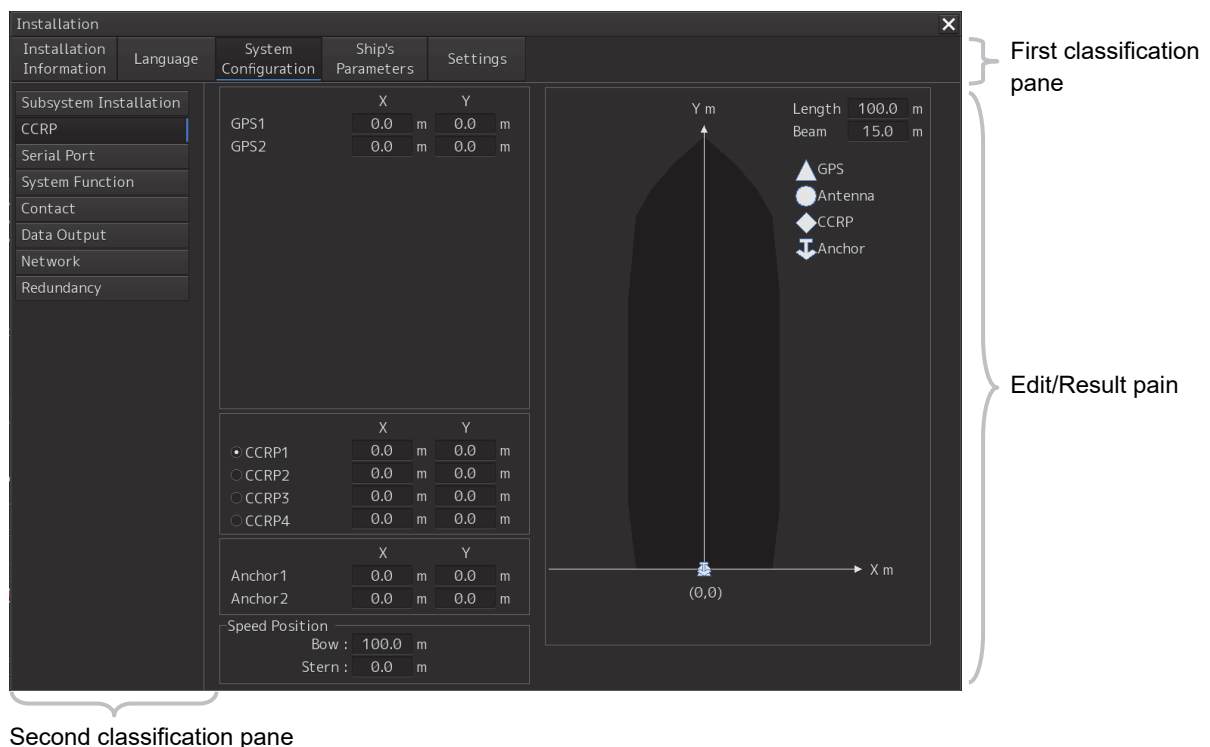 Installation
Installation
Information
Language
System
Configuration
Ship's
Parameters
Settings
First classification
pane
Subsystem Installation
CCRP
Serial Port
System Function
Contact
Data Output
Network
Redundancy
X Y
GPS1 0.0 m 0.0 m
GPS2 0.0 m 0.0 m
X Y
CCRP1 0.0 m 0.0 m
CCRP2 0.0 m 0.0 m
CCRP3 0.0 m 0.0 m
CCRP4 0.0 m 0.0 m
X Y
Anchor1 0.0 m 0.0 m
Anchor2 0.0 m 0.0 m
Speed Position
Bow : 100.0 m
Stern : 0.0 m
Y m
Length 100.0 m
Beam 15.0 m
GPS
Antenna
CCRP
Anchor
X m
(0,0)
Edit/Result pain
Second classification pane